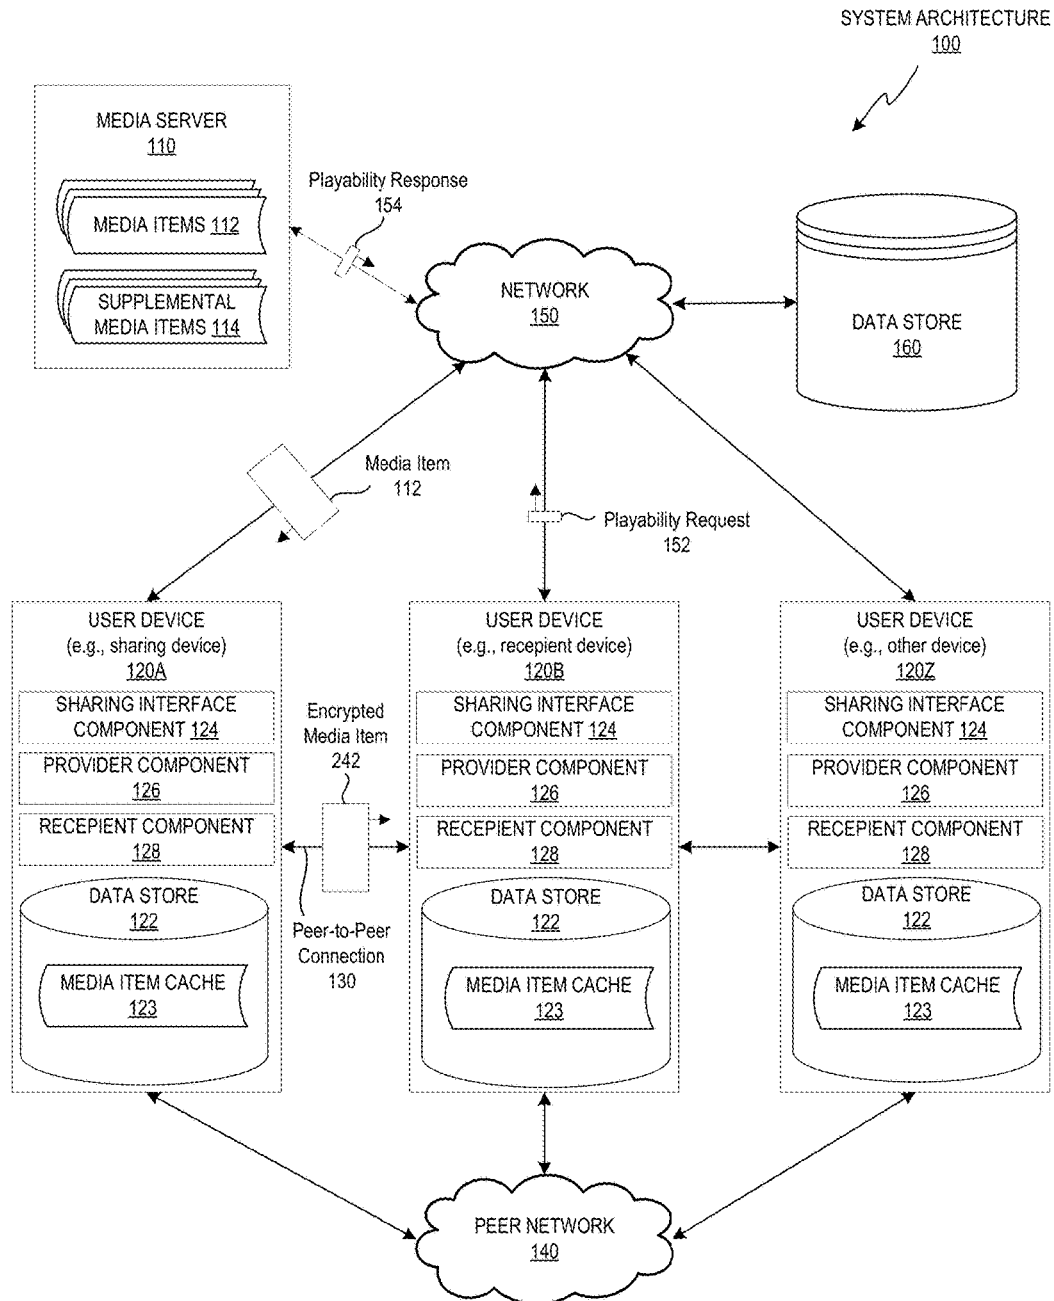 SYSTEM ARCHITECTURE
100
MEDIA SERVER
110
MEDIA ITEMS 112
SUPPLEMENTAL
MEDIA ITEMS 114
Playability Response
154
NETWORK
150
DATA STORE
160
Media Item
112
Playability Request
152
USER DEVICE
(e.g., sharing device)
120A
SHARING INTERFACE
COMPONENT 124
PROVIDER COMPONENT
126
RECEPIENT COMPONENT
128
DATA STORE
122
MEDIA ITEM CACHE
123
Encrypted
Media Item
242
Peer-to-Peer
Connection
130
USER DEVICE
(e.g., recepient device)
120B
SHARING INTERFACE
COMPONENT 124
PROVIDER COMPONENT
126
RECEPIENT COMPONENT
128
DATA STORE
122
MEDIA ITEM CACHE
123
USER DEVICE
(e.g., other device)
120Z
SHARING INTERFACE
COMPONENT 124
PROVIDER COMPONENT
126
RECEPIENT COMPONENT
128
DATA STORE
122
MEDIA ITEM CACHE
123
PEER NETWORK
140